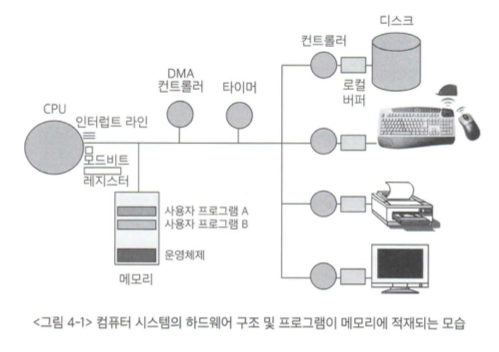 디스크
컨트롤러
로컬
버퍼
DMA
컨트롤러
타이머
CPU
인터럽트 라인
모드비트
레지스터
사용자 프로그램 A
사용자 프로그램 B
운영체제
메모리
<그림 4-1> 컴퓨터 시스템의 하드웨어 구조 및 프로그램이 메모리에 적재되는 모습